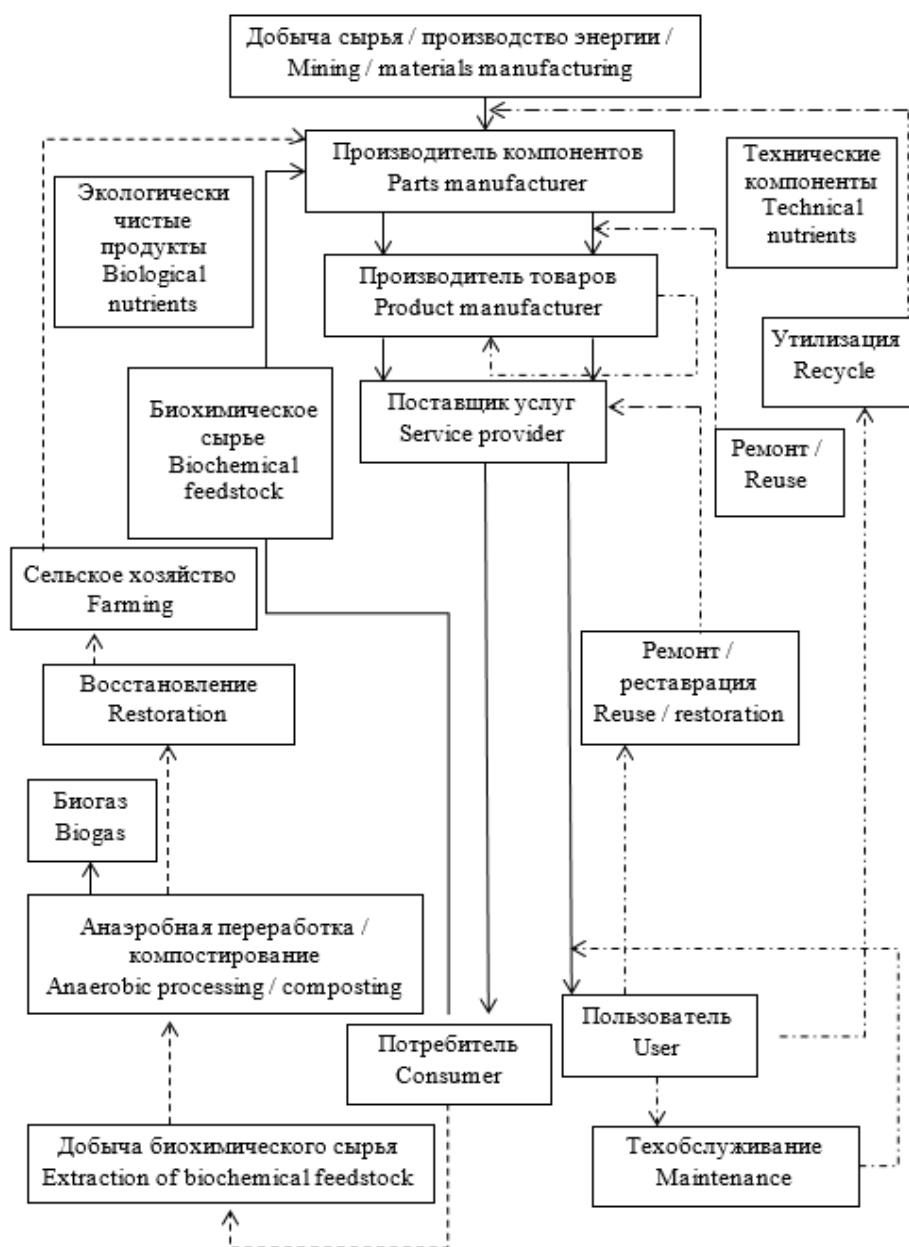 Добыча сырья / производство энергии /
Mining / materials manufacturing
Производитель компонентов
Parts manufacturer
Технические
компоненты
Technical
nutrients
Экологически
чистые
продукты
Biological
nutrients
Производитель товаров
Product manufacturer
Утилизация
Recycle
Биохимическое
сырье
Biochemical
feedstock
Поставщик услуг
Service provider
Ремонт /
Reuse
Сельское хозяйство
Farming
Ремонт /
реставрация
Reuse / restoration
Восстановление
Restoration
Биогаз
Biogas
Анаэробная переработка /
компостирование
Anaerobic processing / composting
Потребитель
Consumer
Пользователь
User
Добыча биохимического сырья
Extraction of biochemical feedstock
Техобслуживание
Maintenance